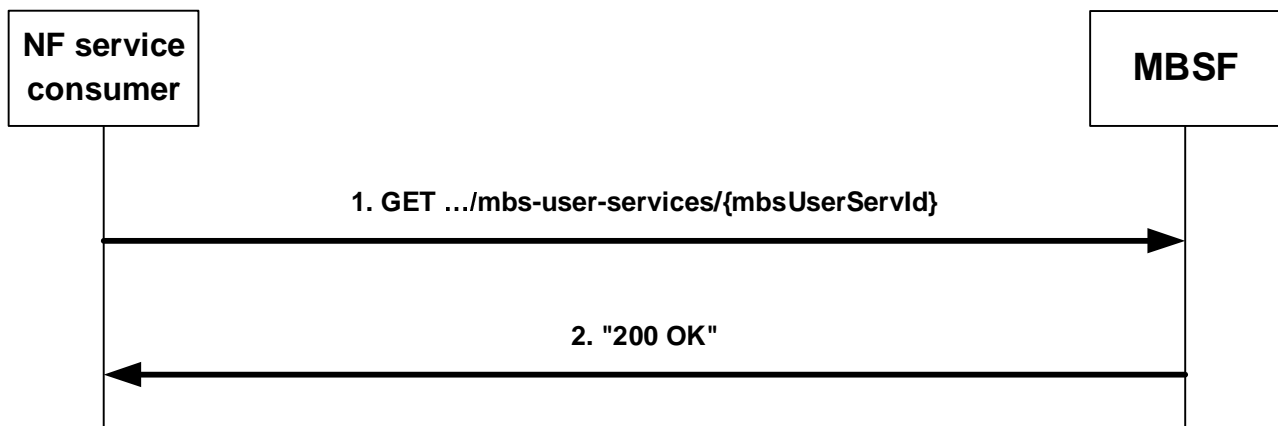 NF service
consumer
MBSF
1. GET …/mbs-user-services/{mbsUserServId}
2. "200 OK"